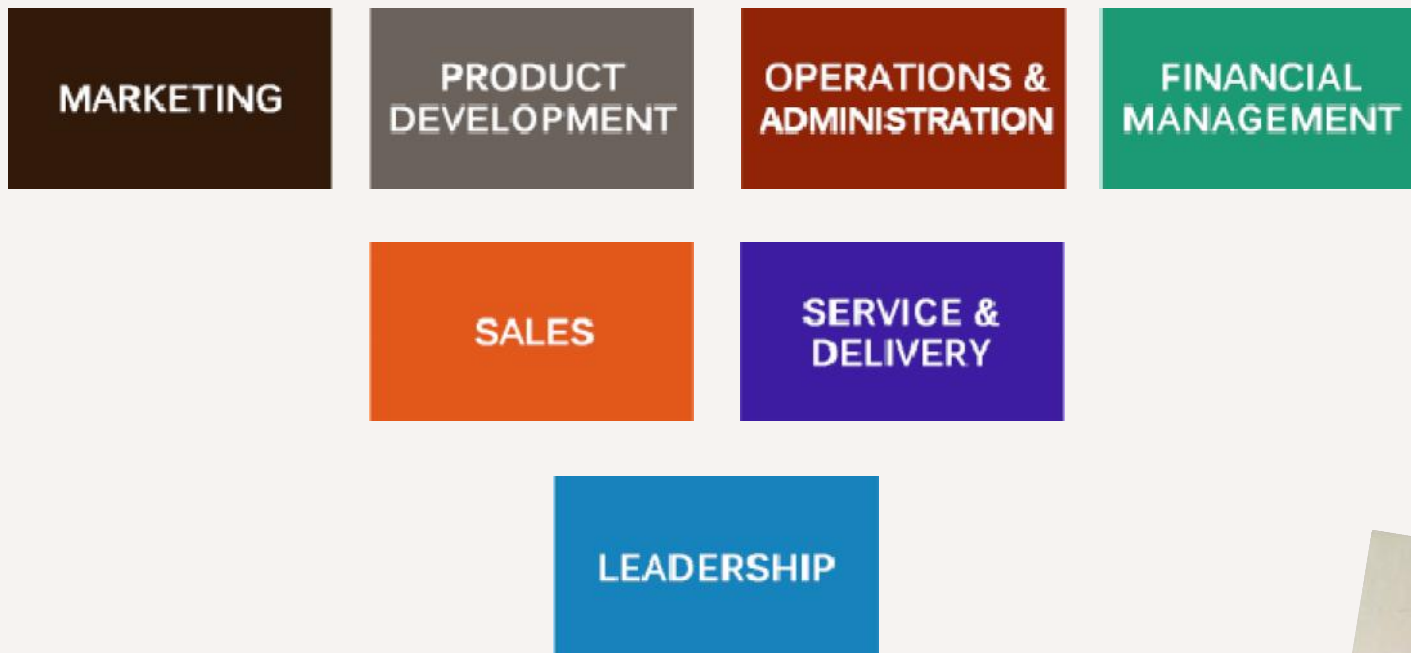 MARKETING
PRODUCT
DEVELOPMENT
OPERATIONS &
ADMINISTRATION
FINANCIAL
MANAGEMENT
SALES
SERVICE &
DELIVERY
LEADERSHIP